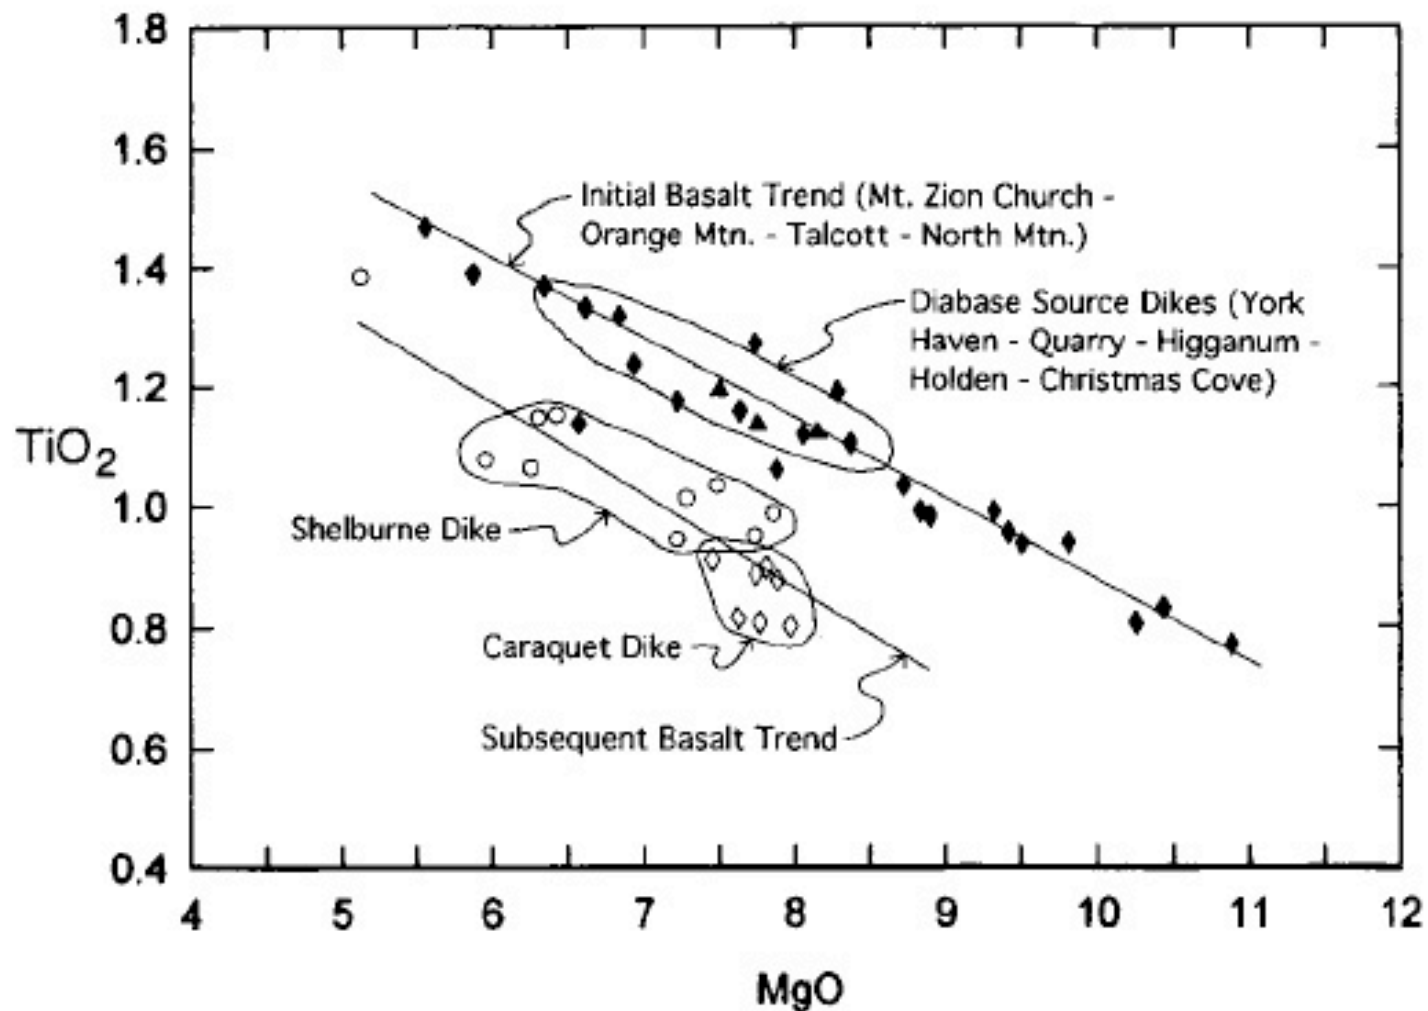 1.8
1.6
Initial Basalt Trend (Mt. Zion Church -
Orange Mtn. - Talcott - North Mtn.)
1.4
Diabase Source Dikes (York
Haven - Quarry - Higganum -
Holden - Christmas Cove)
1.2
TiO2
1.0
Shelburne Dike
0.8
Caraquet Dike
Subsequent Basalt Trend
0.6
0.4
4 5 6 7 8 9 10 11 12
MgO